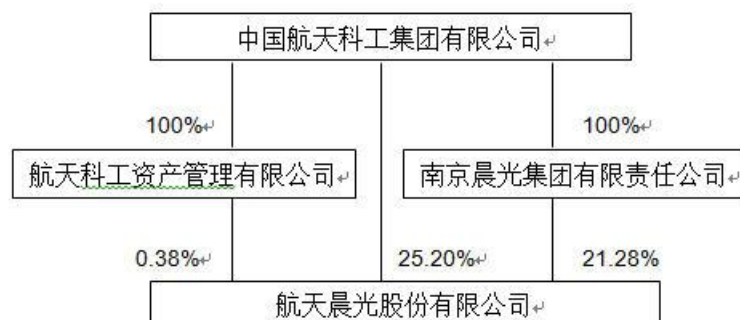 中国航天科工集团有限公司
100% 100%
航天科工资产管理有限公司 南京晨光集团有限责任公司
0.38% 25.20% 21.28%
航天晨光股份有限公司